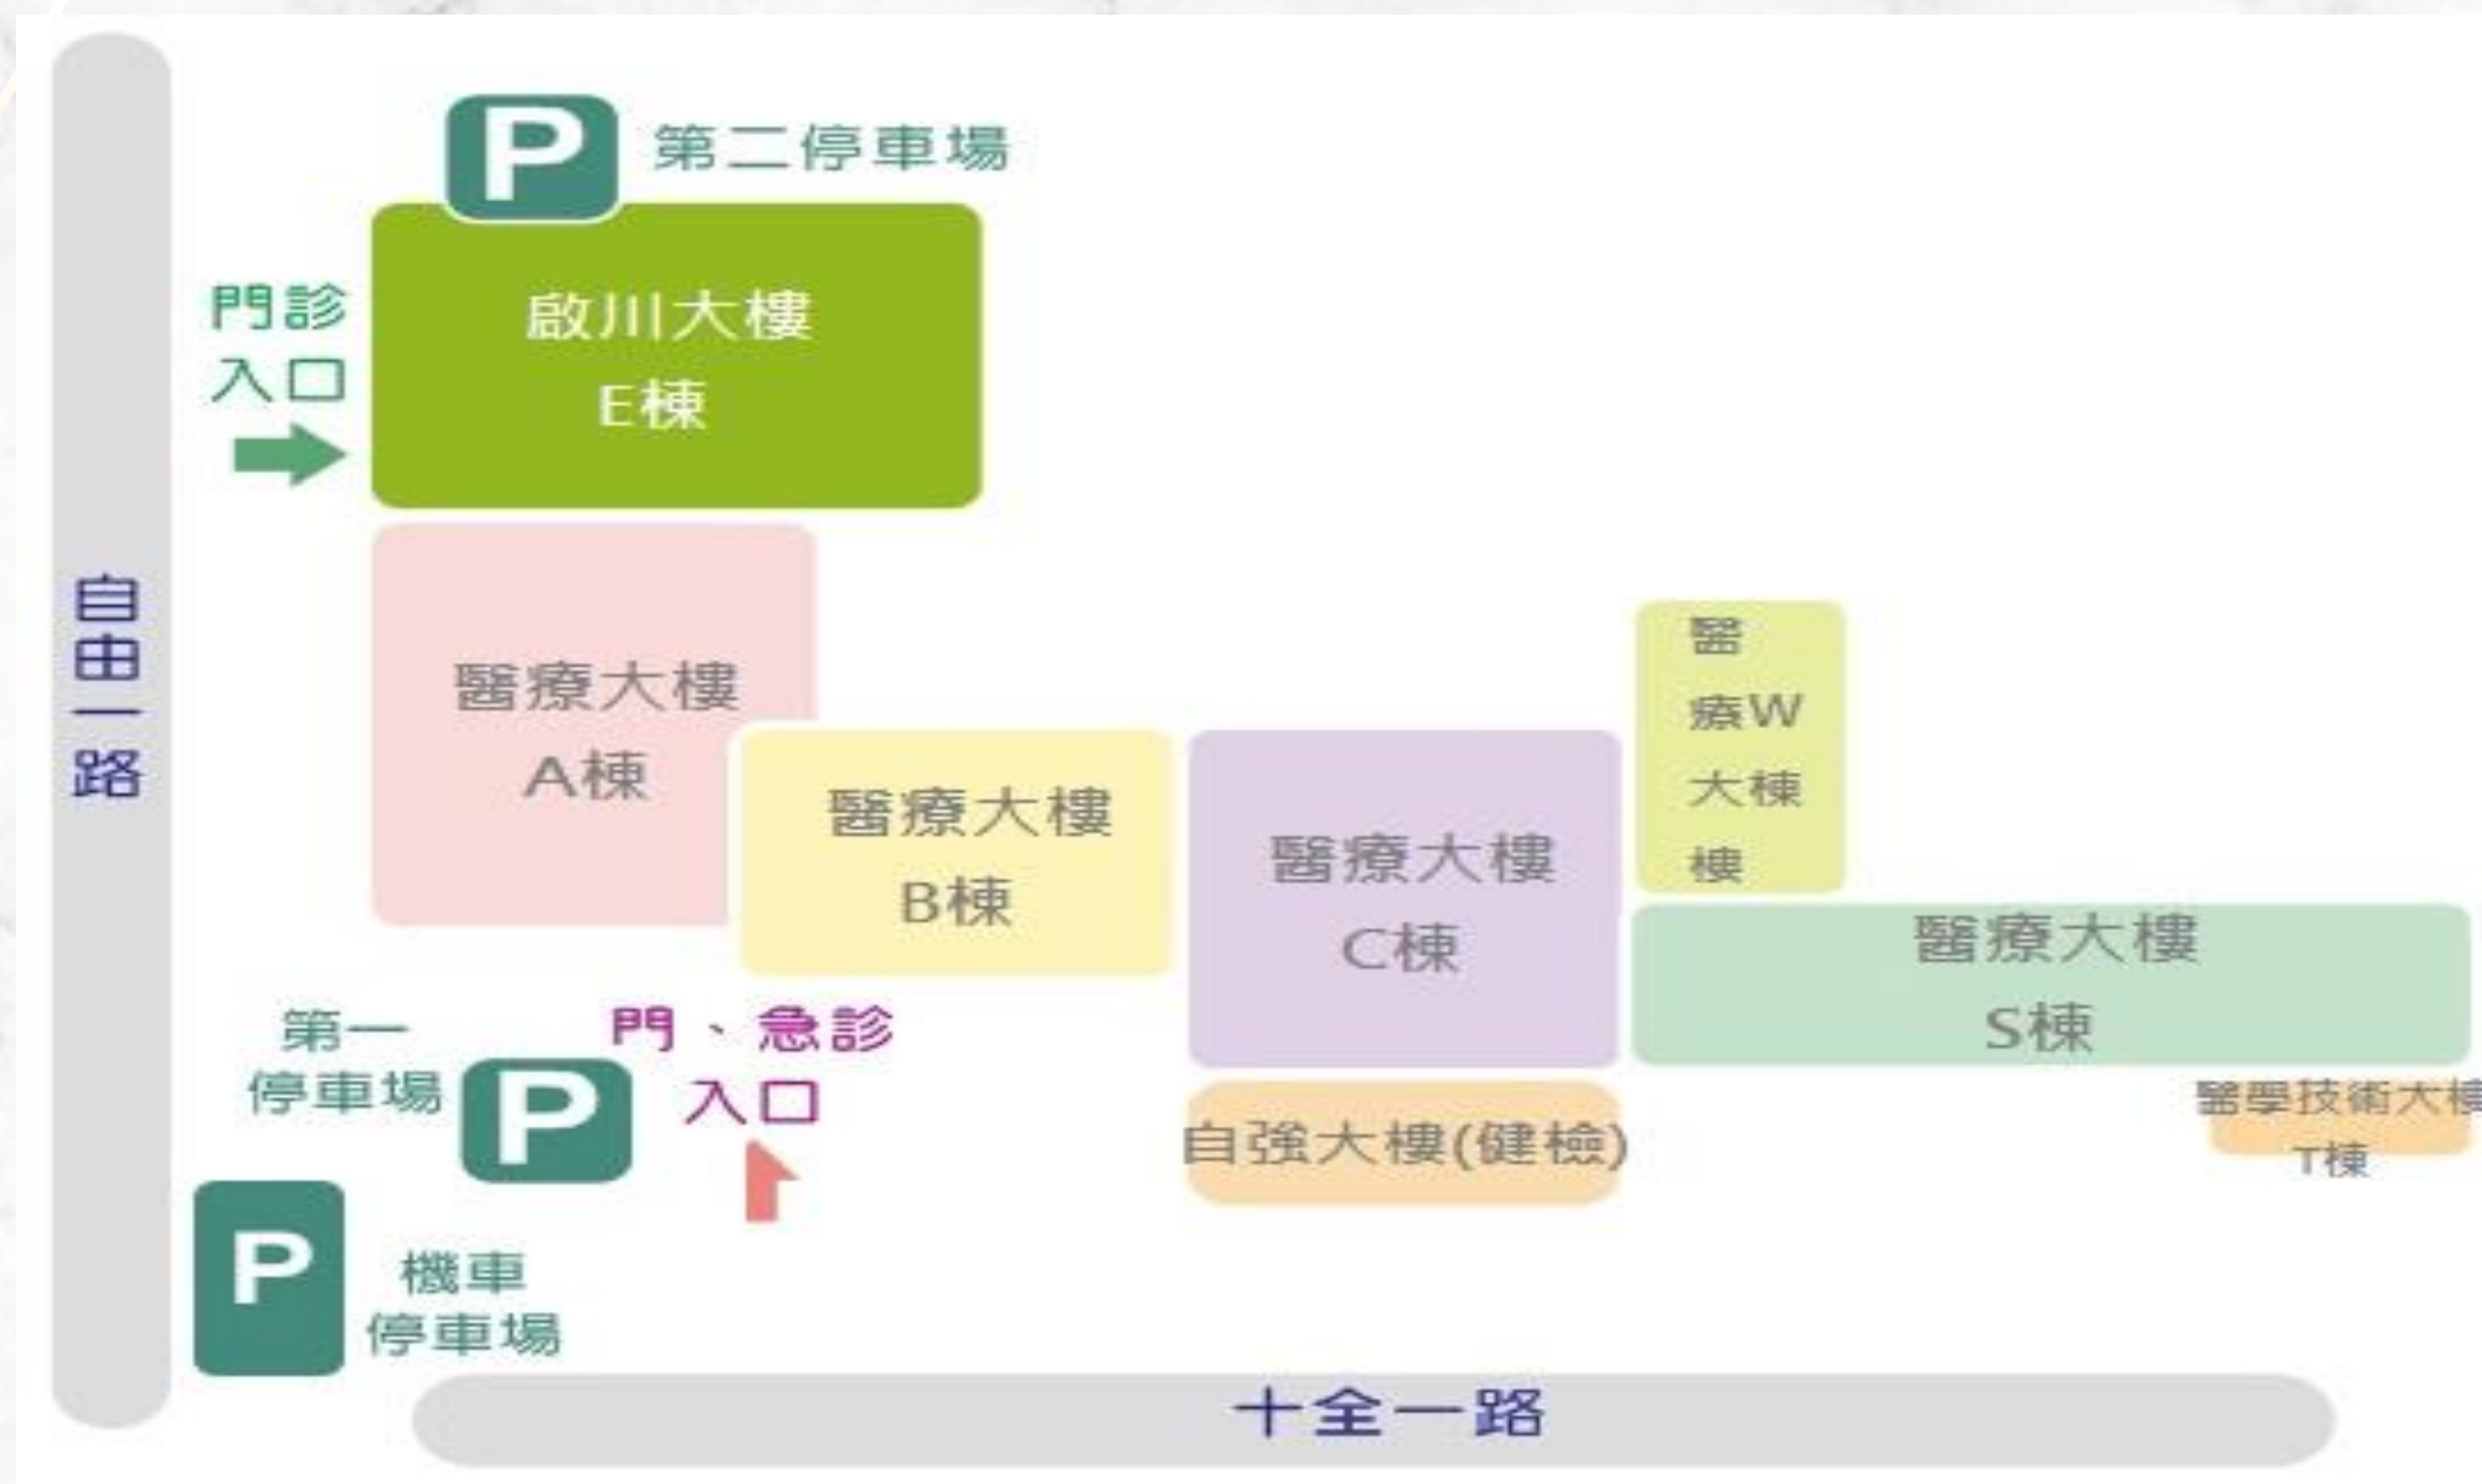 P 第二停車場
門診
入口
啟川大樓
E棟
自由一路
醫療大樓
A棟
醫療大樓
B棟
醫療大樓
C棟
醫
療W
大棟
樓
醫療大樓
S棟
第一
停車場
P
門、急診
入口
自強大樓(健檢)
醫學技術大樓
T棟
P
機車
停車場
十全一路